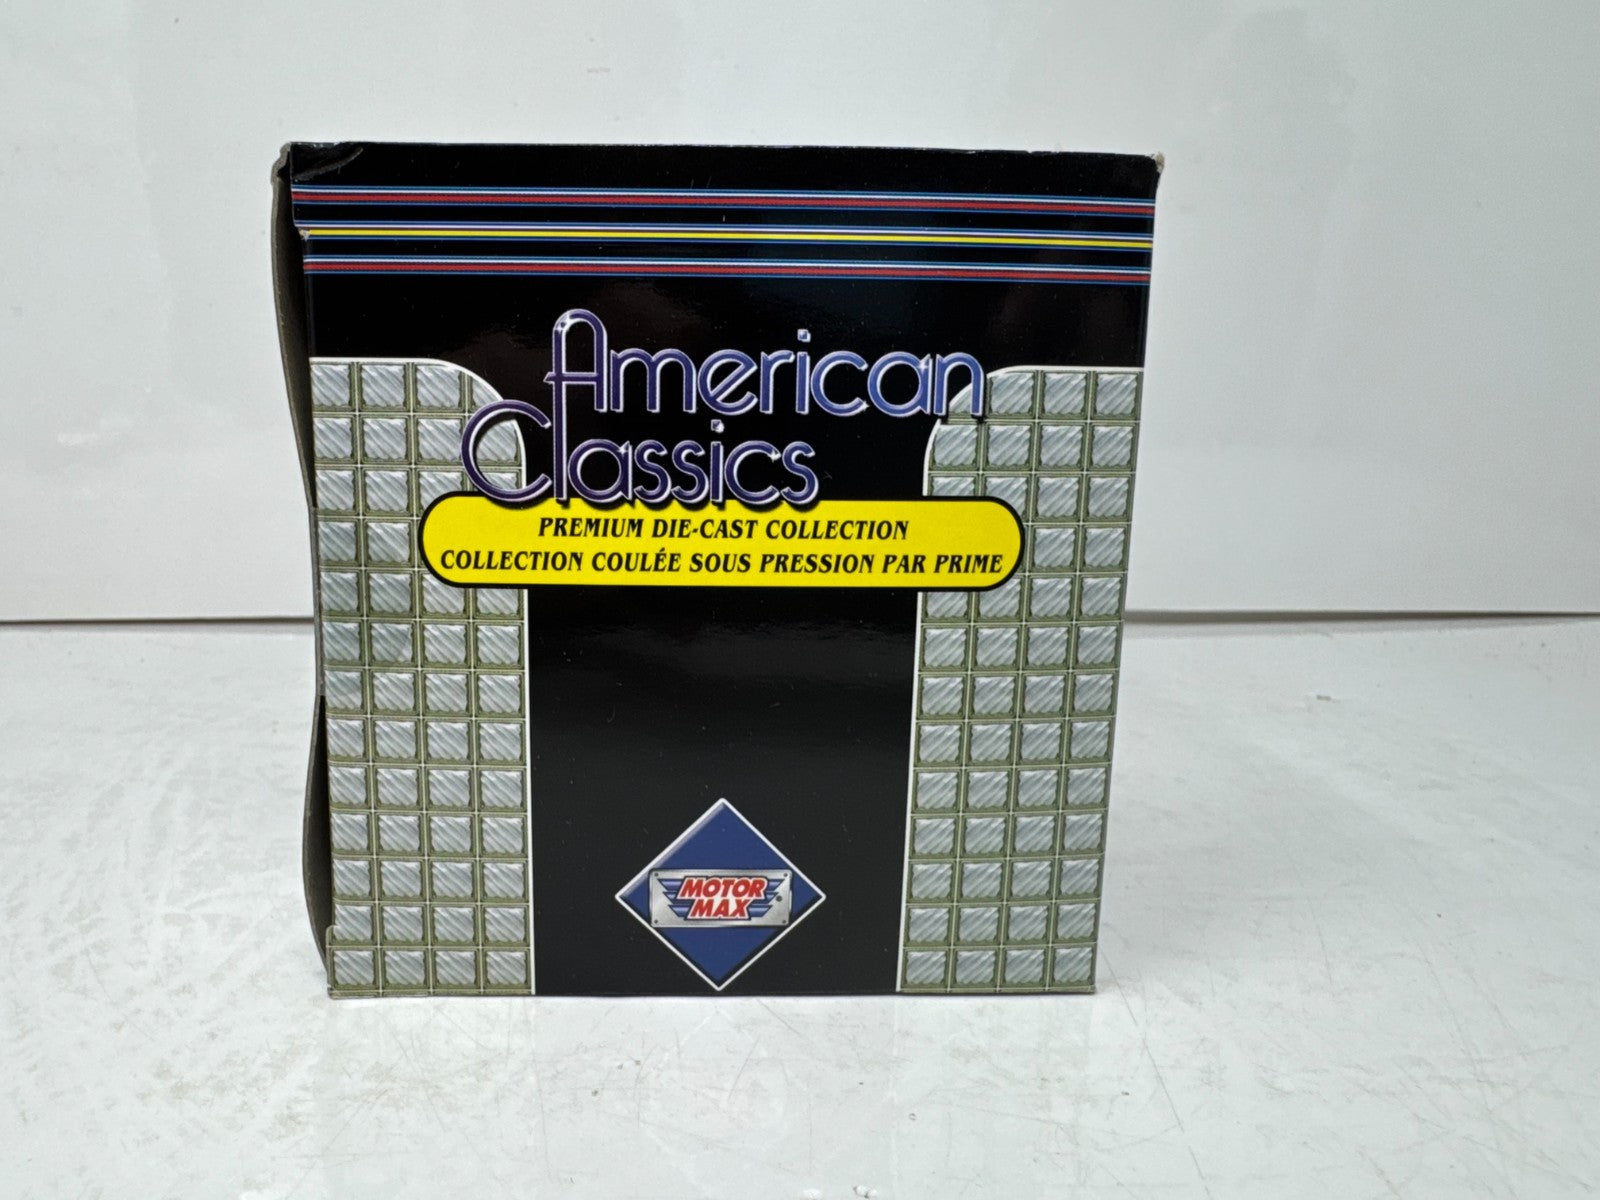 American
Classics
PREMIUM DIE-CAST COLLECTION
COLLECTION COULÉE SOUS PRESSION PAR PRIME
MOTOR
MAX®